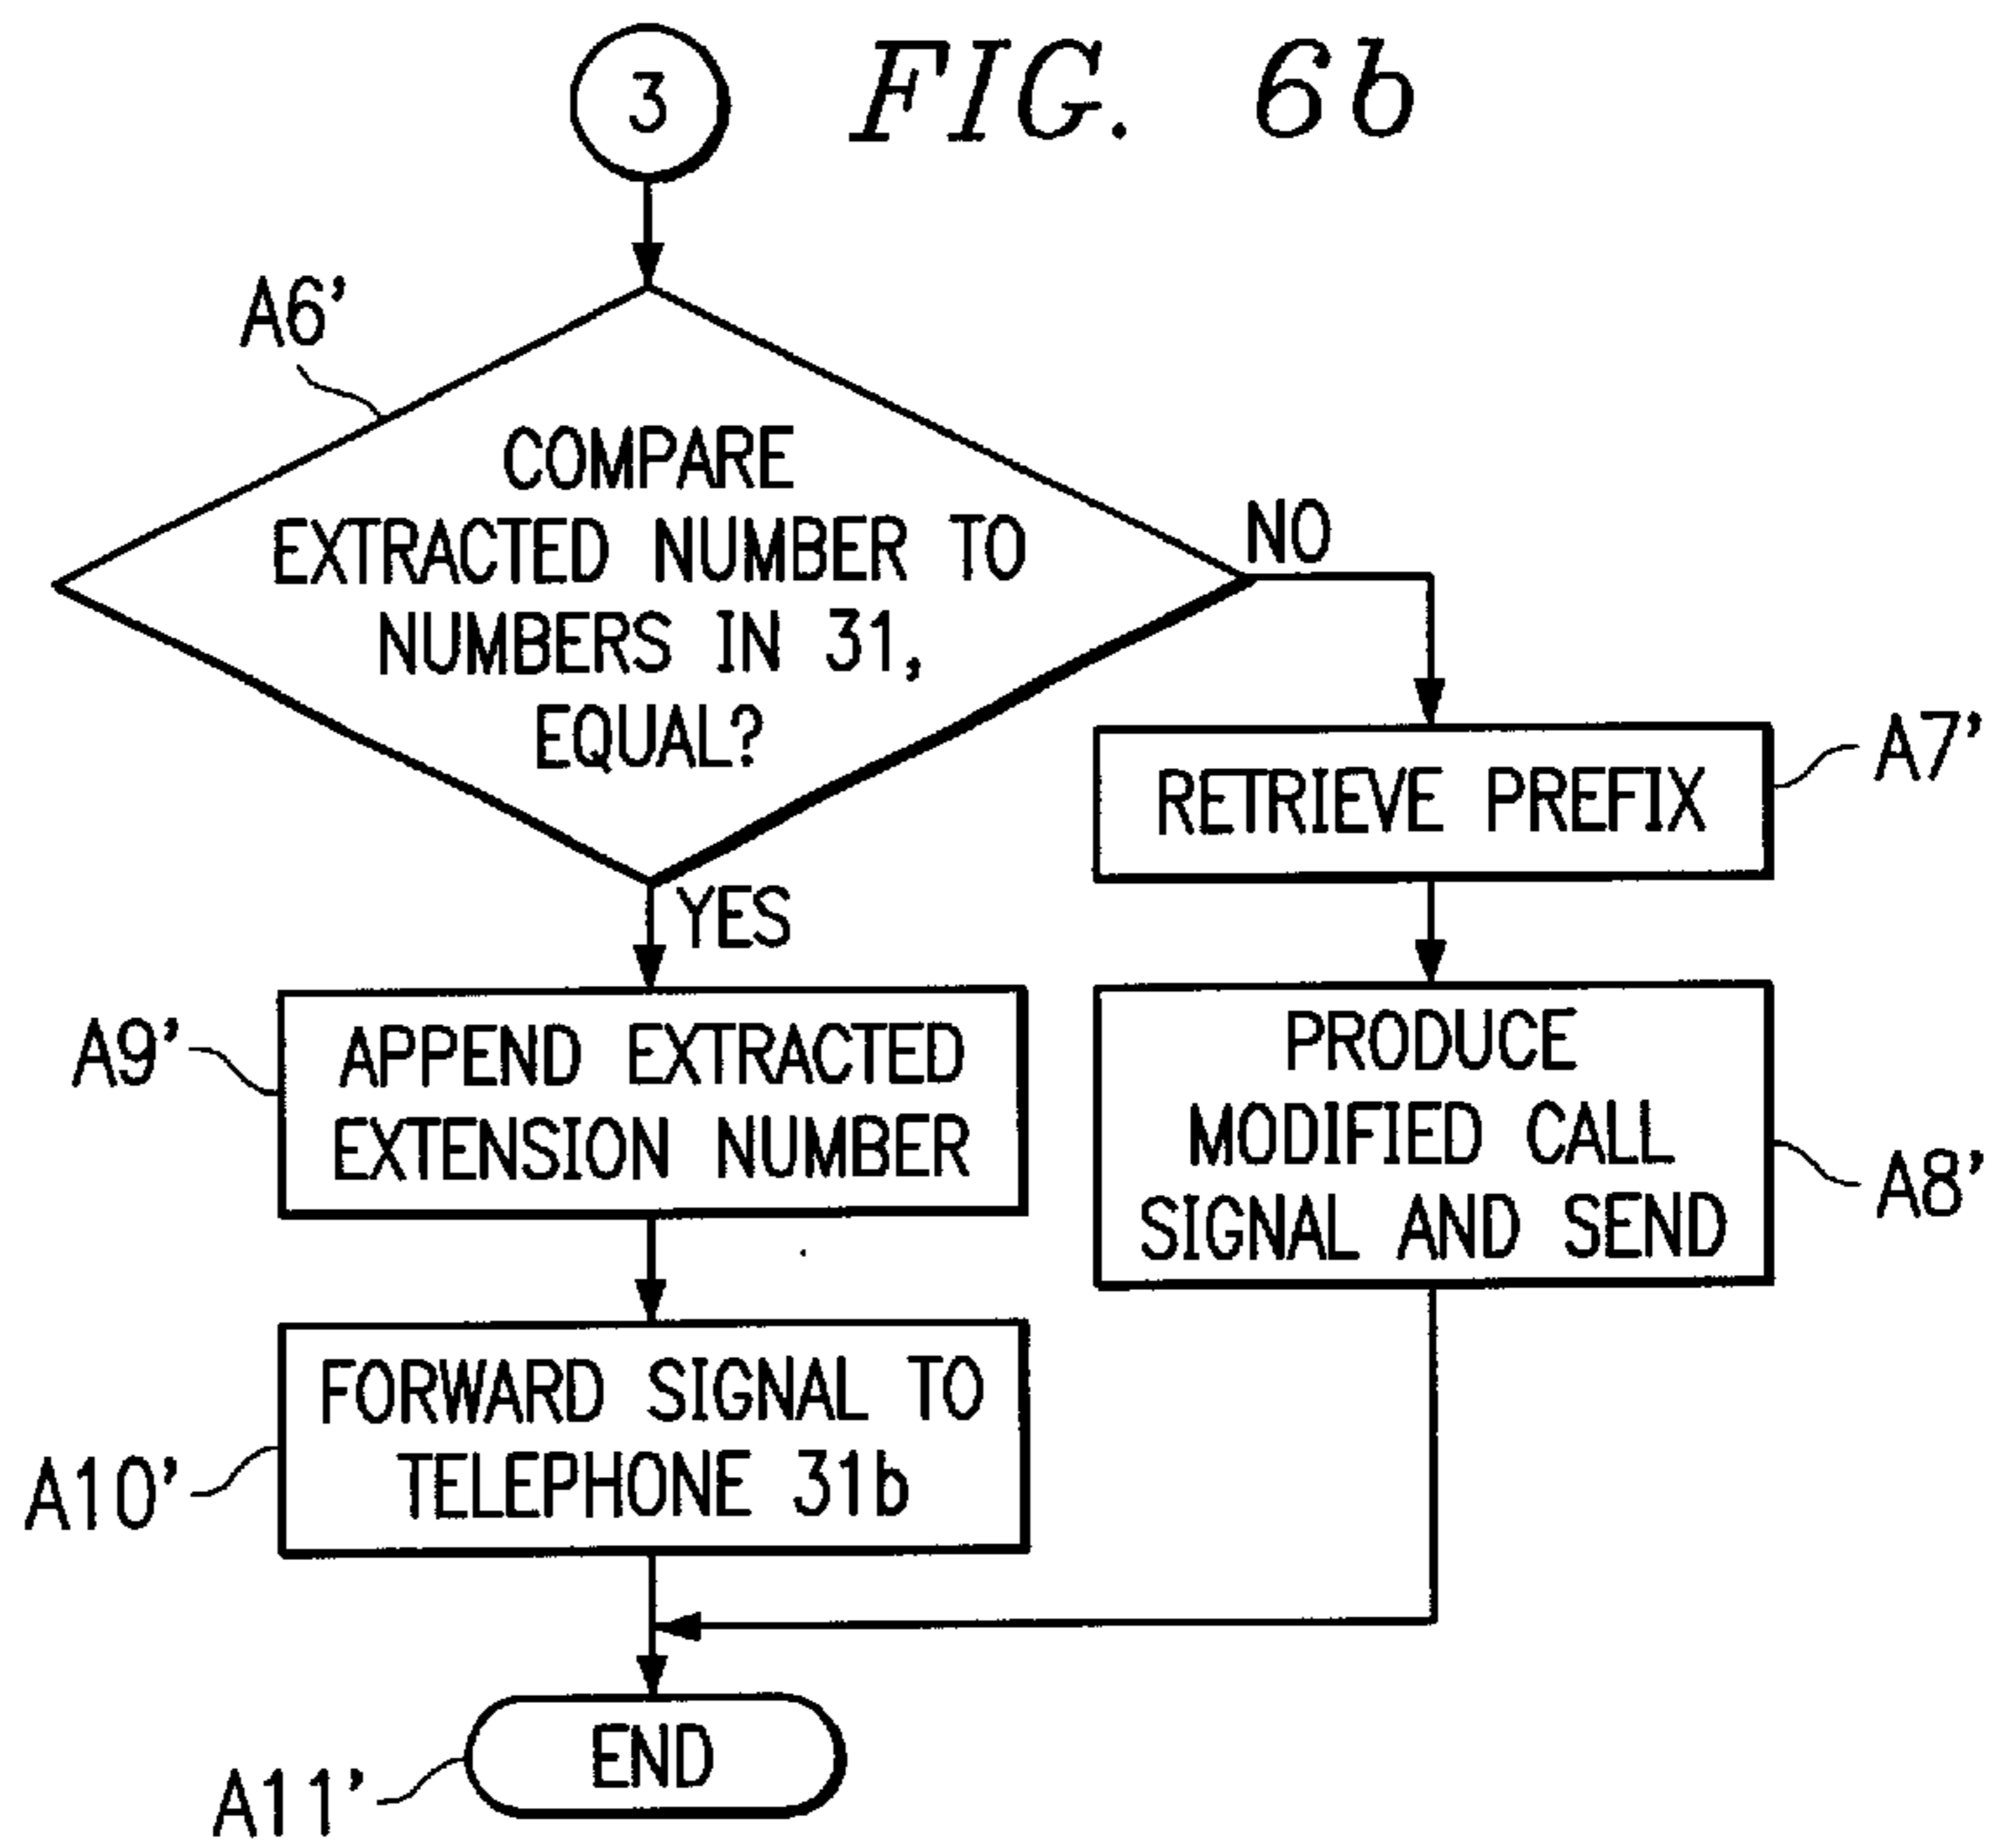 3
FIG. 6b
A6'
COMPARE
EXTRACTED NUMBER TO
NUMBERS IN 31,
EQUAL?
NO
YES
A7'
RETRIEVE PREFIX
PRODUCE
MODIFIED CALL
SIGNAL AND SEND
A8'
A9'
APPEND EXTRACTED
EXTENSION NUMBER
FORWARD SIGNAL TO
TELEPHONE 31b
A10'
END
A11'